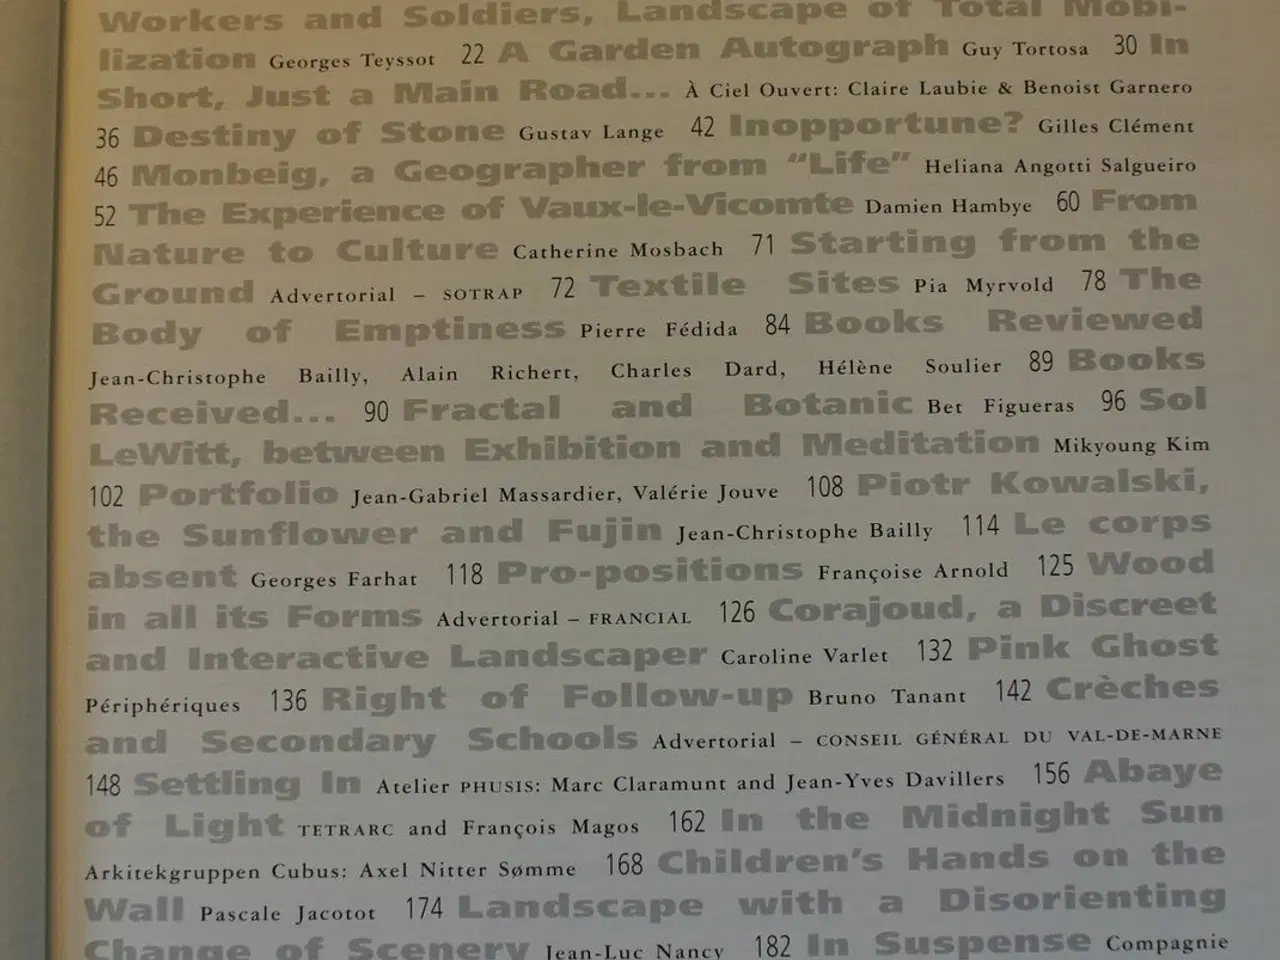 Workers and Soldiers, Landscape of Total Mobi-
lization Georges Teyssot 22 A Garden Autograph Guy Tortosa 30 In
Short, Just a Main Road... À Ciel Ouvert: Claire Laubie & Benoist Garnero
36 Destiny of Stone Gustav Lange 42 Inopportune? Gilles Clément
46 Monbeig, a Geographer from “Life” Heliana Angotti Salgueiro
52 The Experience of Vaux-le-Vicomte Damien Hambye 60 From
Nature to Culture Catherine Mosbach 71 Starting from the
Ground Advertorial – SOTRAP 72 Textile Sites Pia Myrvold 78 The
Body of Emptiness Pierre Fédida 84 Books Reviewed
Jean-Christophe Bailly, Alain Richert, Charles Dard, Hélène Soulier 89 Books
Received... 90 Fractal and Botanic Bet Figueras 96 Sol
LeWitt, between Exhibition and Meditation Mikyoung Kim
102 Portfolio Jean-Gabriel Massardier, Valérie Jouve 108 Piotr Kowalski,
the Sunflower and Fujin Jean-Christophe Bailly 114 Le corps
absent Georges Farhat 118 Pro-positions Françoise Arnold 125 Wood
in all its Forms Advertorial – FRANCIAL 126 Corajoud, a Discreet
and Interactive Landscaper Caroline Varlet 132 Pink Ghost
Périphériques 136 Right of Follow-up Bruno Tanant 142 Crèches
and Secondary Schools Advertorial – CONSEIL GÉNÉRAL DU VAL-DE-MARNE
148 Settling In Atelier PHUSIS: Marc Claramunt and Jean-Yves Davillers 156 Abaye
of Light TETRARC and François Magos 162 In the Midnight Sun
Arkitekgruppen Cubus: Axel Nitter Sømme 168 Children's Hands on the
Wall Pascale Jacotot 174 Landscape with a Disorienting
Change of Scenery Jean-Luc Nancy 182 In Suspense Compagnie